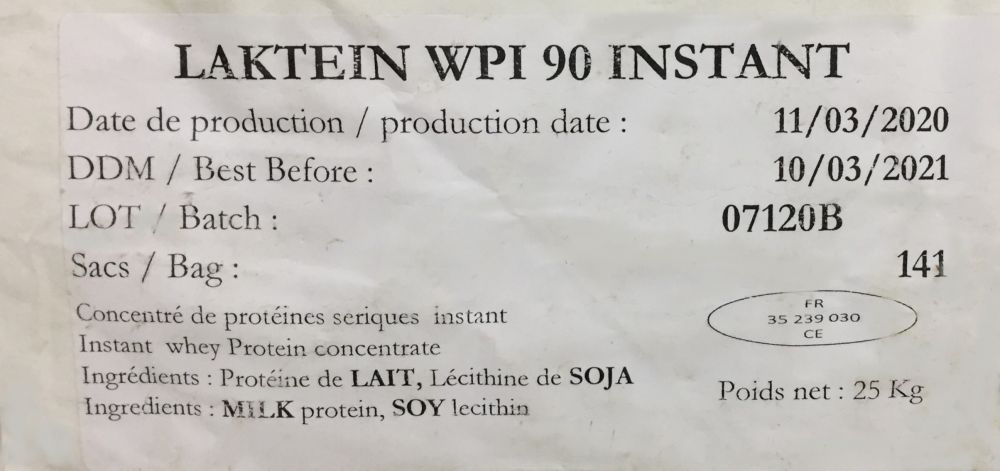 LAKTEIN WPI 90 INSTANT
Date de production / production date : 11/03/2020
DDM / Best Before : 10/03/2021
LOT / Batch : 07120B
Sacs / Bag : 141
Concentré de protéines seriques instant
Instant whey Protein concentrate
Ingrédients : Protéine de LAIT, Lécithine de SOJA
Ingredients : MILK protein, SOY lecithin
FR
35 239 030
CE
Poids net : 25 Kg